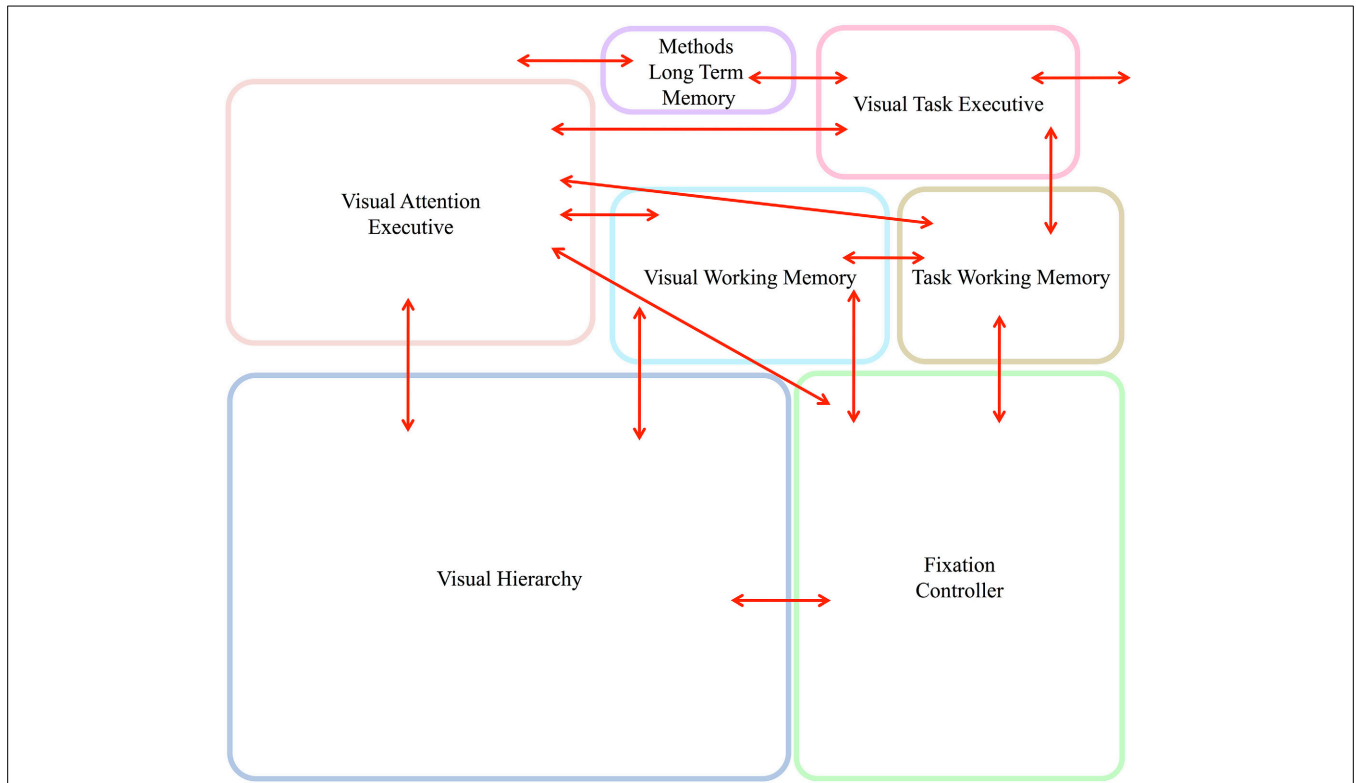 Methods
Long Term
Memory
Visual Task Executive
Visual Attention
Executive
Visual Working Memory
Task Working Memory
Visual Hierarchy
Fixation
Controller